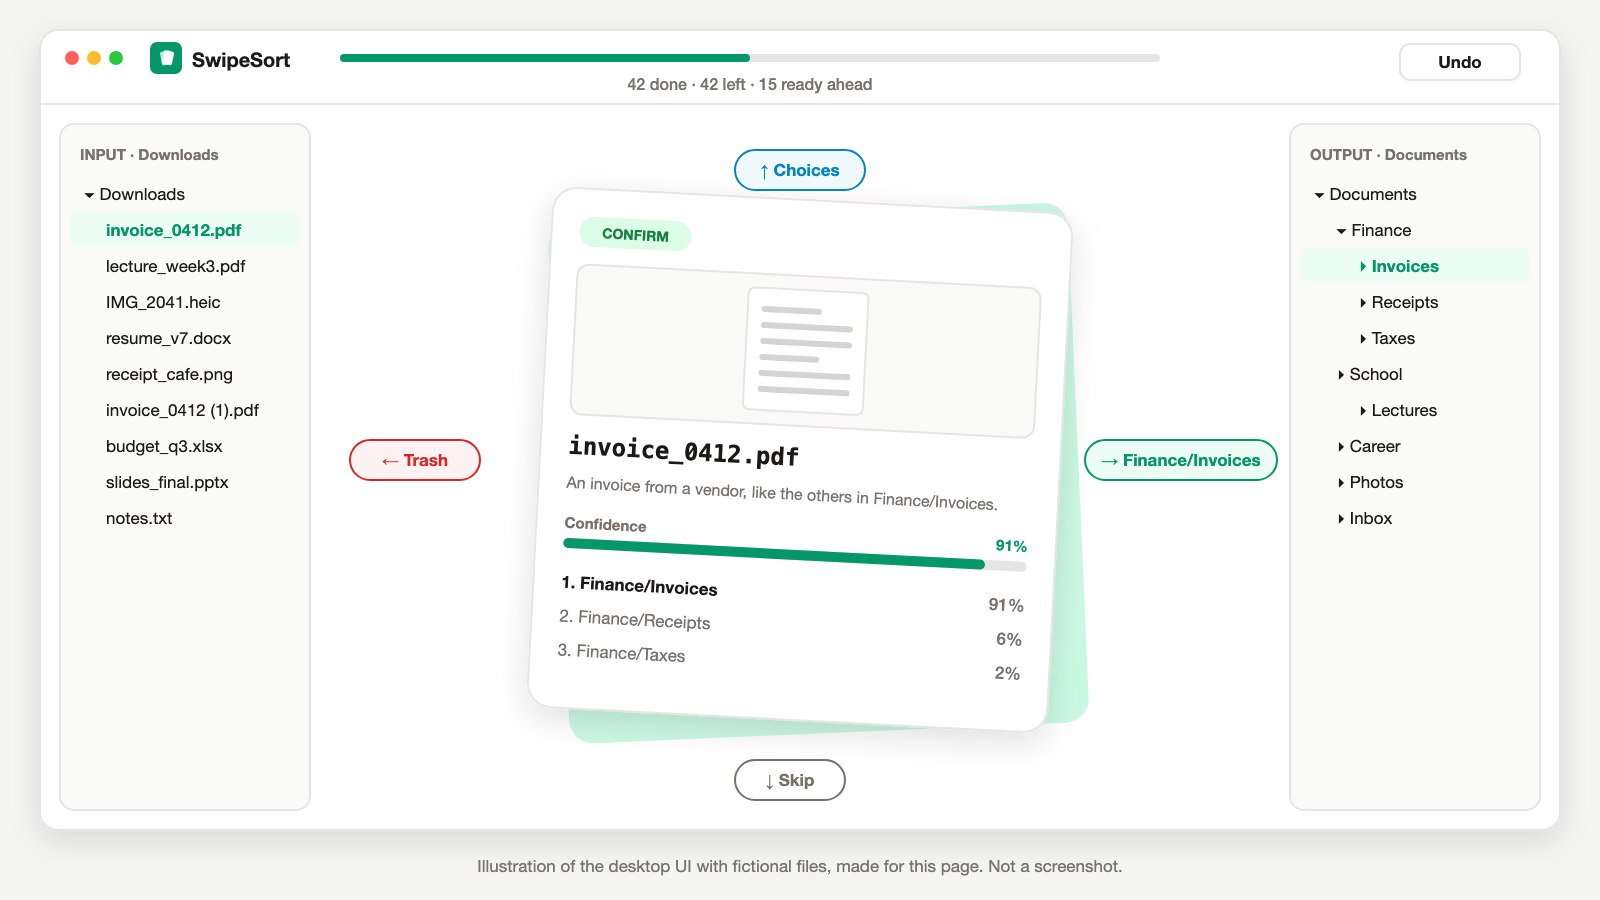 SwipeSort
42 done · 42 left · 15 ready ahead
Undo
INPUT · Downloads
Downloads
invoice_0412.pdf
lecture_week3.pdf
IMG_2041.heic
resume_v7.docx
receipt_cafe.png
invoice_0412 (1).pdf
budget_q3.xlsx
slides_final.pptx
notes.txt
↑ Choices
← Trash
CONFIRM
invoice_0412.pdf
An invoice from a vendor, like the others in Finance/Invoices.
Confidence 91%
1. Finance/Invoices 91%
2. Finance/Receipts 6%
3. Finance/Taxes 2%
→ Finance/Invoices
↓ Skip
OUTPUT · Documents
Documents
Finance
Invoices
Receipts
Taxes
School
Lectures
Career
Photos
Inbox
Illustration of the desktop UI with fictional files, made for this page. Not a screenshot.